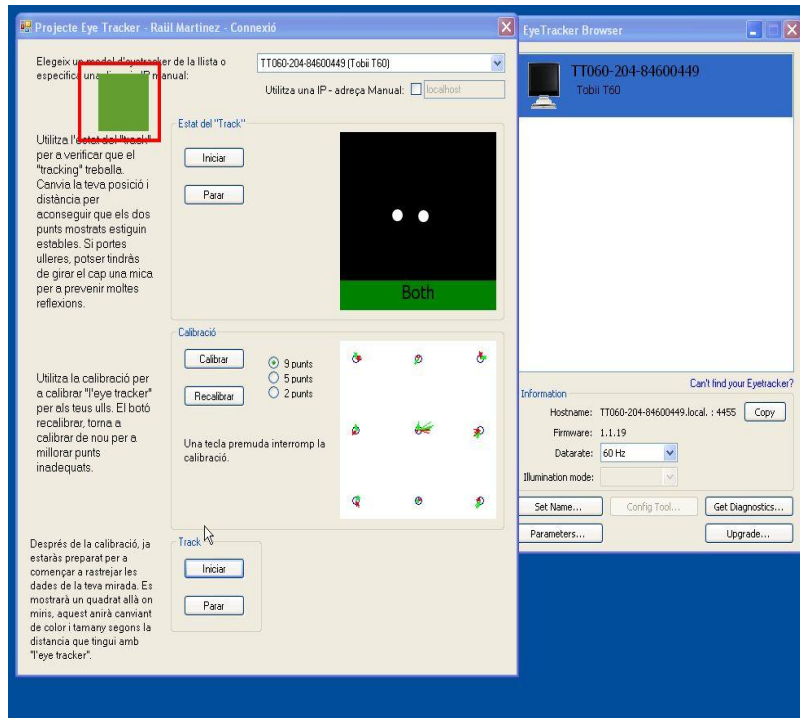 Projecte Eye Tracker - Raül Martinez - Connexió
Elegeix un model d'eyetracker de la llista o
especifica una IP manual:
TT060-204-84600449 (Tobii T60)
Utilitza una IP - adreça Manual:
localhost
Utilitza l'estat del "track"
per a verificar que el
"tracking" treballa.
Canvia la teva posició i
distància per
aconseguir que els dos
punts mostrats estiguin
estables. Si portes
ulleres, potser tindràs
de girar el cap una mica
per a prevenir moltes
reflexions.
Estat del "Track"
Iniciar
Parar
Both
Utilitza la calibració per
a calibrar "l'eye tracker"
per als teus ulls. El botó
recalibrar, torna a
calibrar de nou per a
millorar punts
inadequats.
Calibració
Calibrar
Recalibrar
9 punts
5 punts
2 punts
Una tecla premuda interromp la
calibració.
Després de la calibració, ja
estaràs preparat per a
començar a rastrejar les
dades de la teva mirada. Es
mostrarà un quadrat allà on
miris, aquest anirà canviant
de color i tamany segons la
distancia que tingui amb
"l'eye tracker".
Track
Iniciar
Parar
EyeTracker Browser
TT060-204-84600449
Tobii T60
Can't find your Eyetracker?
Information
Hostname: TT060-204-84600449.local. : 4455 Copy
Firmware: 1.1.19
Datarate: 60 Hz
Illumination mode:
Set Name... Config Tool... Get Diagnostics...
Parameters... Upgrade...